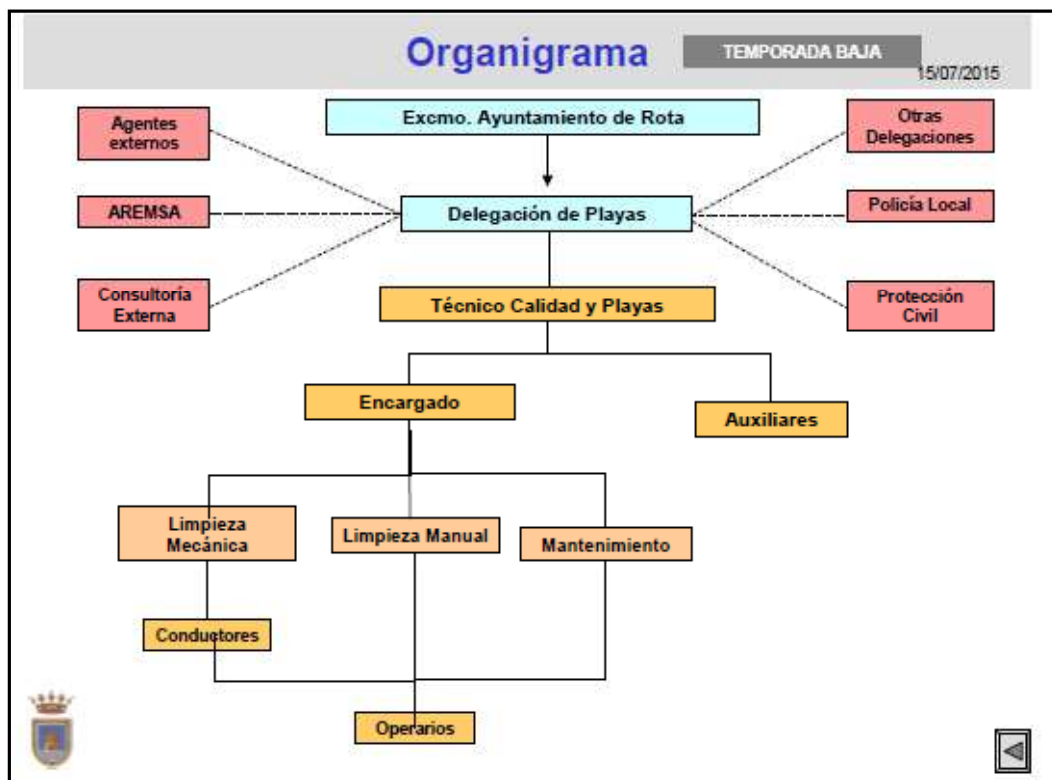 Organigrama
TEMPORADA BAJA
15/07/2015
Agentes
externos
Excmo. Ayuntamiento de Rota
Otras
Delegaciones
AREMSA
Delegación de Playas
Policía Local
Consultoría
Externa
Técnico Calidad y Playas
Protección
Civil
Encargado
Auxiliares
Limpieza
Mecánica
Limpieza Manual
Mantenimiento
Conductores
Operarios